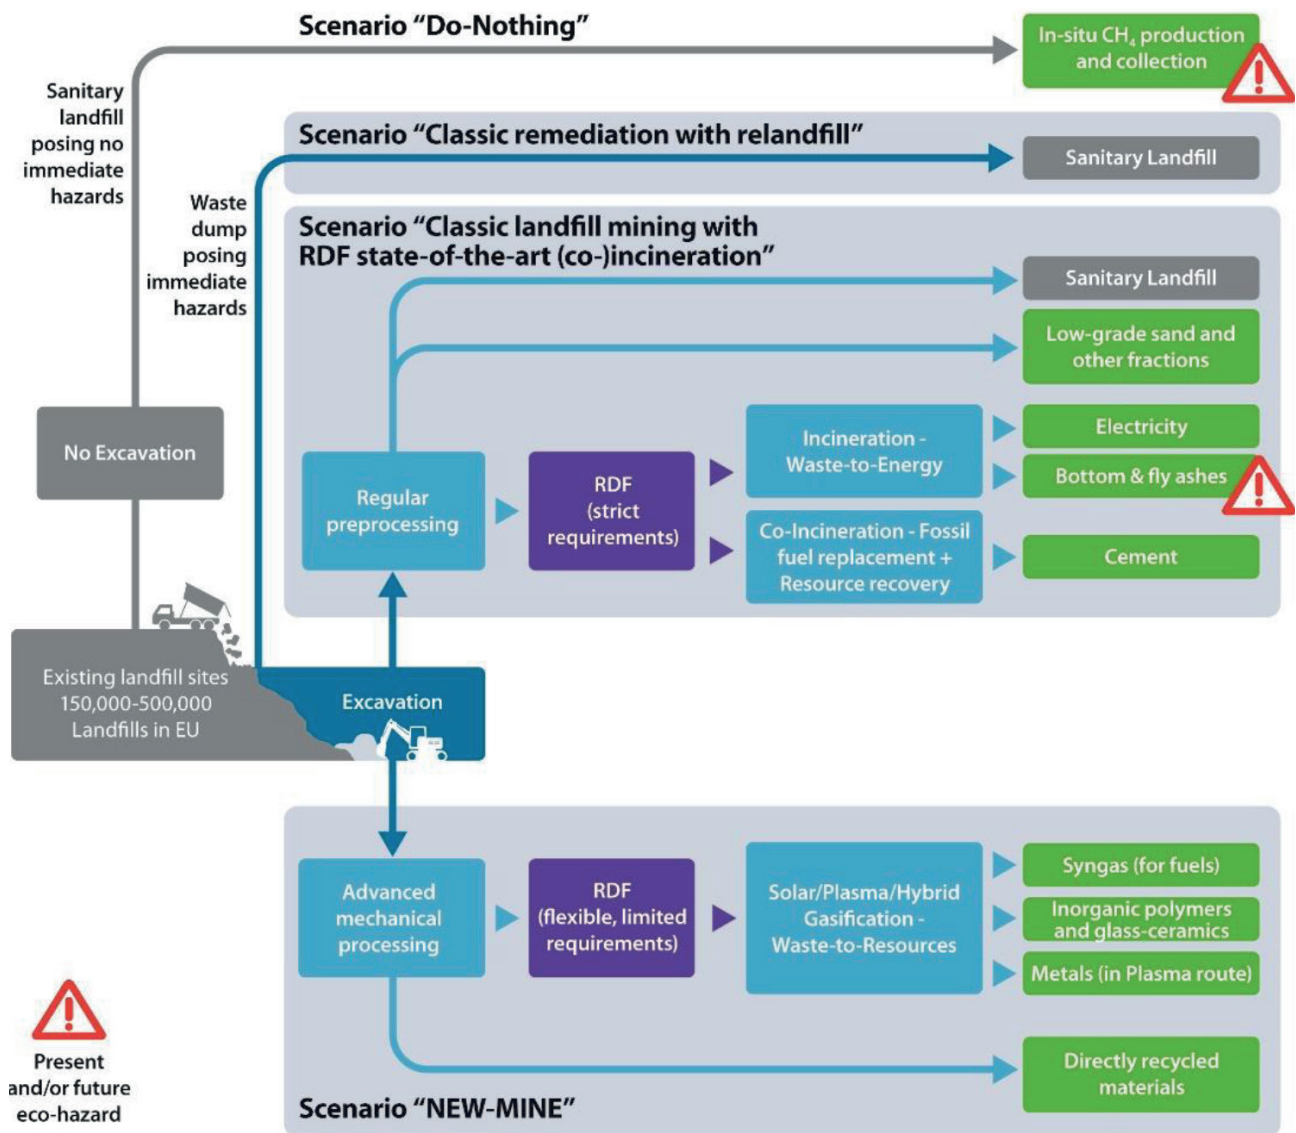 Scenario “Do-Nothing”
In-situ CH₄ production
and collection
Sanitary
landfill
posing no
immediate
hazards
Scenario “Classic remediation with relandfill”
Sanitary Landfill
Waste
dump
posing
immediate
hazards
Scenario “Classic landfill mining with
RDF state-of-the-art (co-)incineration”
Sanitary Landfill
Low-grade sand and
other fractions
No Excavation
Regular
preprocessing
RDF
(strict
requirements)
Incineration -
Waste-to-Energy
Electricity
Bottom & fly ashes
Co-Incineration - Fossil
fuel replacement +
Resource recovery
Cement
Existing landfill sites
150,000-500,000
Landfills in EU
Excavation
Advanced
mechanical
processing
RDF
(flexible, limited
requirements)
Solar/Plasma/Hybrid
Gasification -
Waste-to-Resources
Syngas (for fuels)
Inorganic polymers
and glass-ceramics
Metals (in Plasma route)
Directly recycled
materials
Scenario “NEW-MINE”
Present
and/or future
eco-hazard